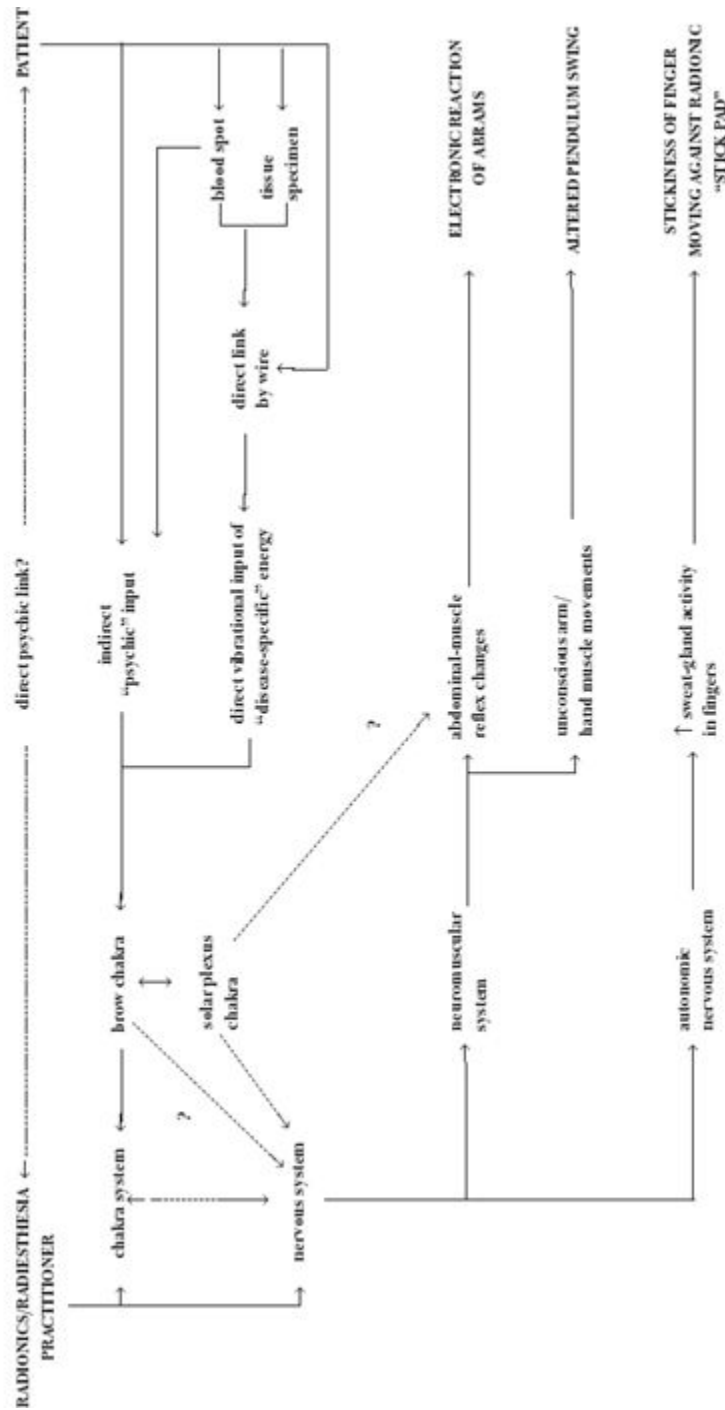 RADIONICS/RADIESTHESIA
PRACTITIONER
direct psychic link?
PATIENT
chakra system
brow chakra
indirect
“psychic” input
blood spot
tissue
specimen
?
solar plexus
chakra
direct vibrational input of
“disease-specific” energy
direct link
by wire
nervous system
?
neuromuscular
system
abdominal-muscle
reflex changes
ELECTRONIC REACTION
OF ABRAMS
unconscious arm/
hand muscle movements
ALTERED PENDULUM SWING
autonomic
nervous system
↑ sweat-gland activity
in fingers
STICKINESS OF FINGER
MOVING AGAINST RADIONIC
“STICK PAD”